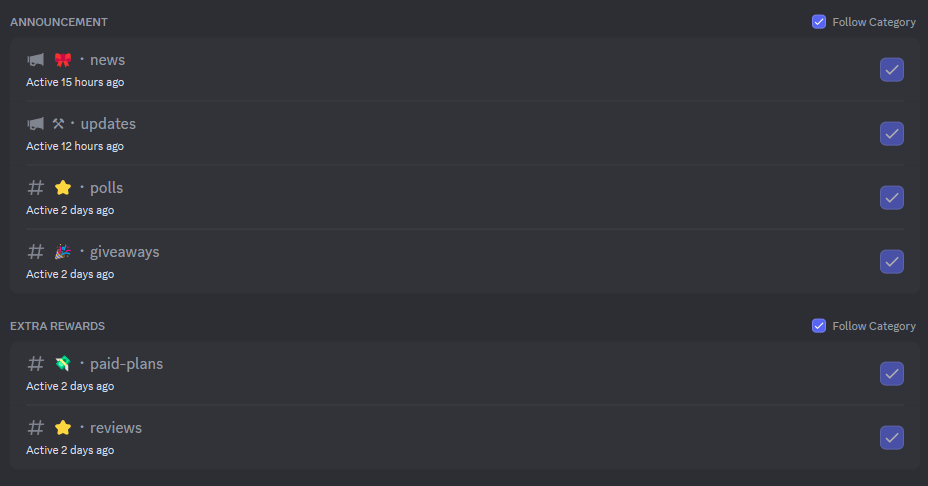 ANNOUNCEMENT
Follow Category
🎀・news
Active 15 hours ago
⚒・updates
Active 12 hours ago
# ⭐・polls
Active 2 days ago
# 🎉・giveaways
Active 2 days ago
EXTRA REWARDS
Follow Category
# 💸・paid-plans
Active 2 days ago
# ⭐・reviews
Active 2 days ago